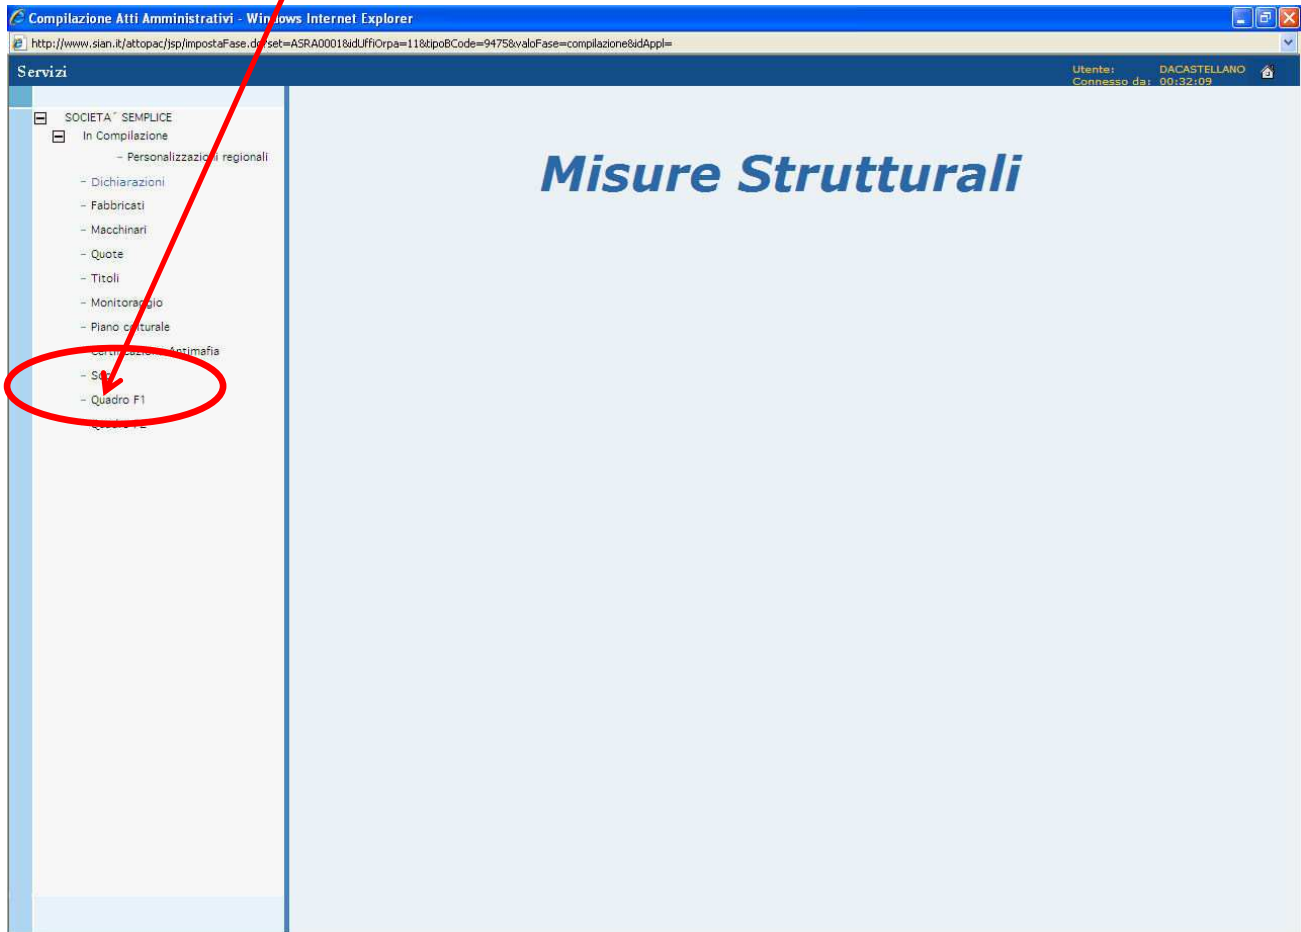 Compilazione Atti Amministrativi - Windows Internet Explorer
http://www.sian.it/attopac/jsp/impostaFase.do?set=ASRA0001&idUffiOrpa=11&tipoBCode=9475&valoFase=compilazione&idAppl=
Servizi
Utente: DACASTELLANO
Connesso da: 00:32:09
SOCIETA´ SEMPLICE
In Compilazione
- Personalizzazioni regionali
- Dichiarazioni
- Fabbricati
- Macchinari
- Quote
- Titoli
- Monitoraggio
- Piano colturale
Certificazione Antimafia
- Quadro F1
Misure Strutturali